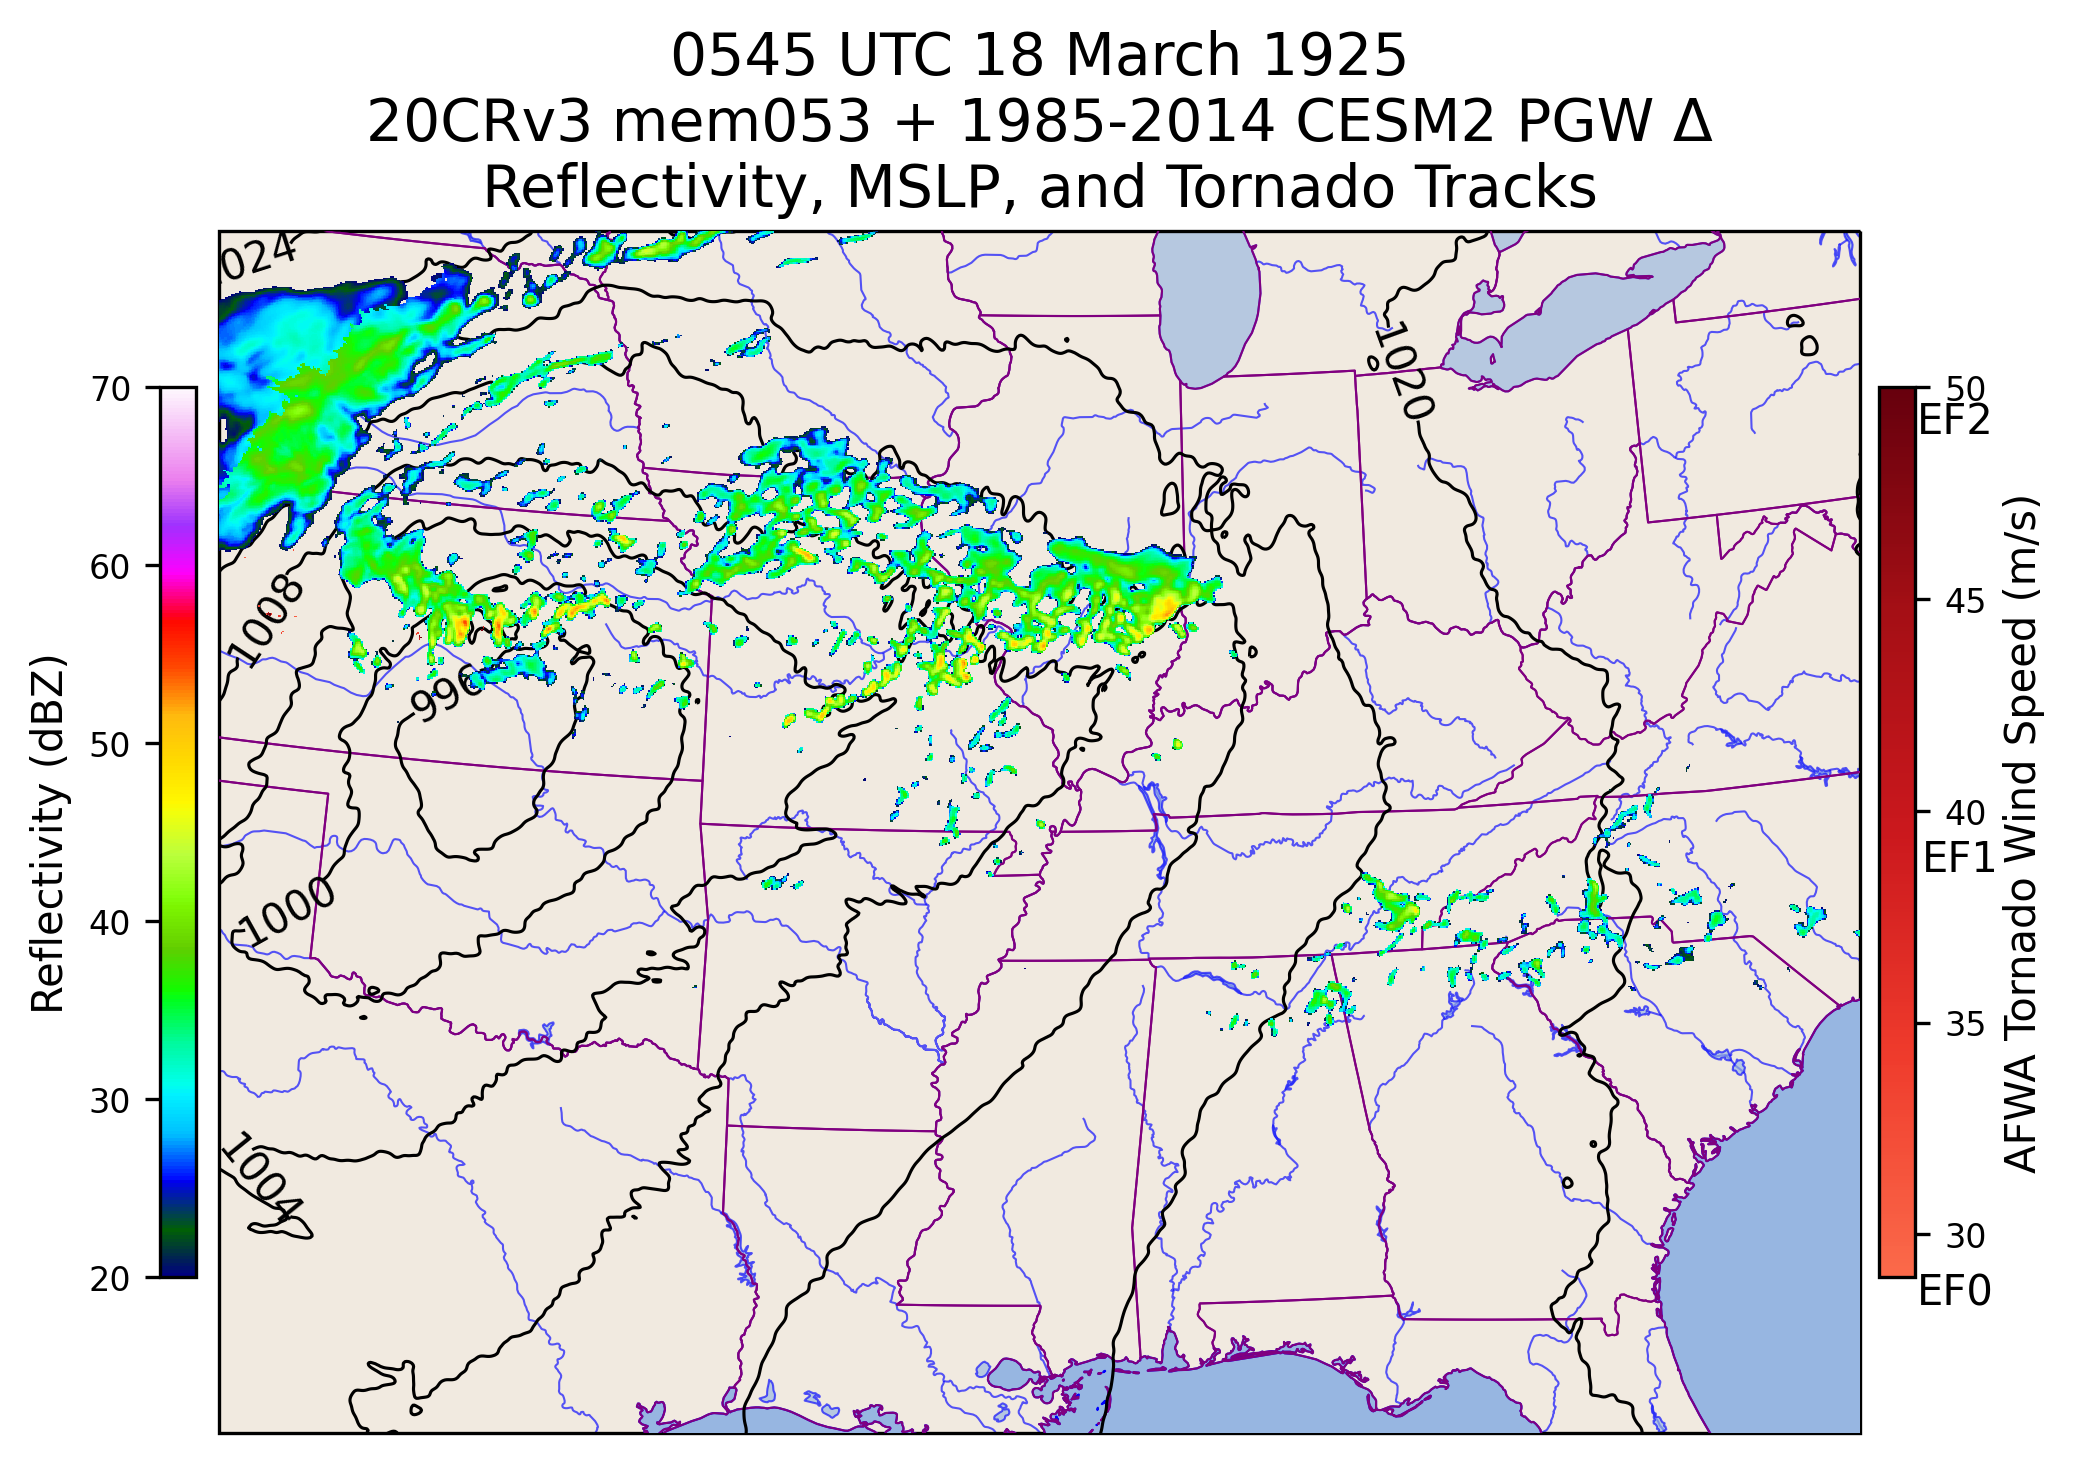 0545 UTC 18 March 1925
20CRv3 mem053 + 1985-2014 CESM2 PGW Δ
Reflectivity, MSLP, and Tornado Tracks
024
1020
1008
996
1000
1004
70
60
50
40
30
20
Reflectivity (dBZ)
50
EF2
45
40
EF1
35
30
EF0
AFWA Tornado Wind Speed (m/s)